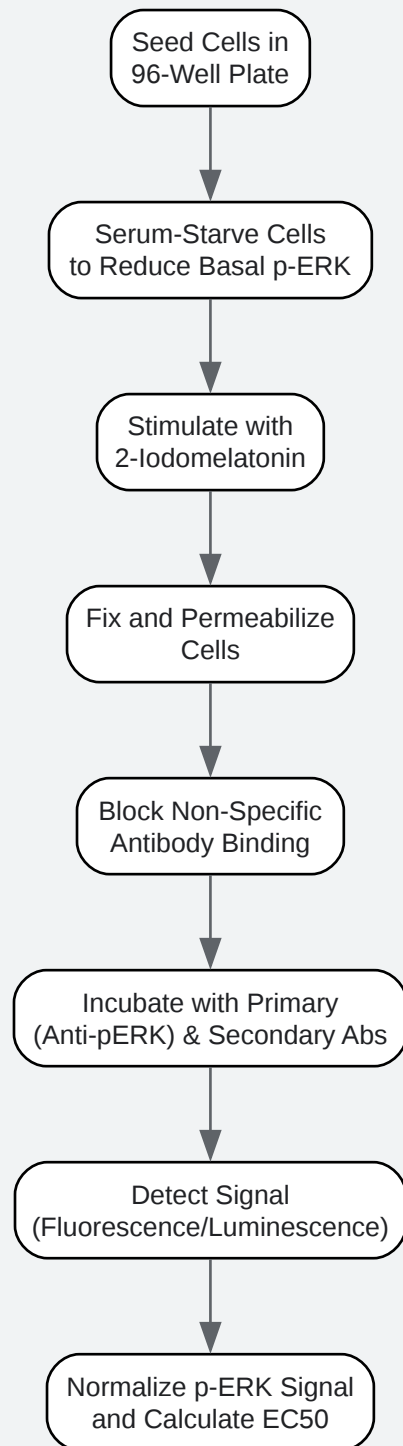 Seed Cells in
96-Well Plate
Serum-Starve Cells
to Reduce Basal p-ERK
Stimulate with
2-Iodomelatonin
Fix and Permeabilize
Cells
Block Non-Specific
Antibody Binding
Incubate with Primary
(Anti-pERK) & Secondary Abs
Detect Signal
(Fluorescence/Luminescence)
Normalize p-ERK Signal
and Calculate EC50